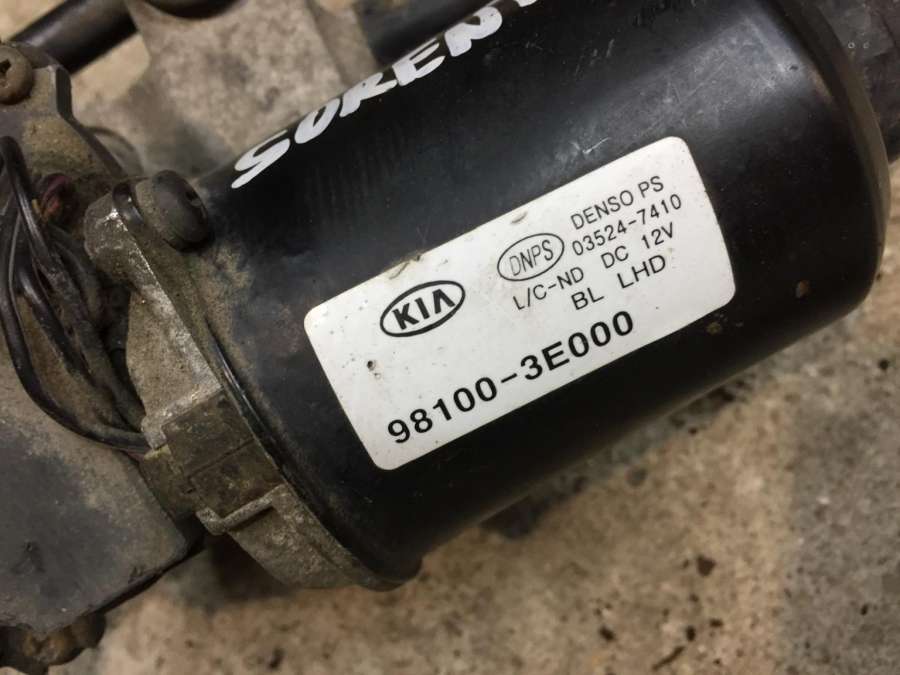 SOREN
KIA
DNPS
DENSO PS
03524-7410
L/C-ND DC 12V
BL LHD
98100-3E000